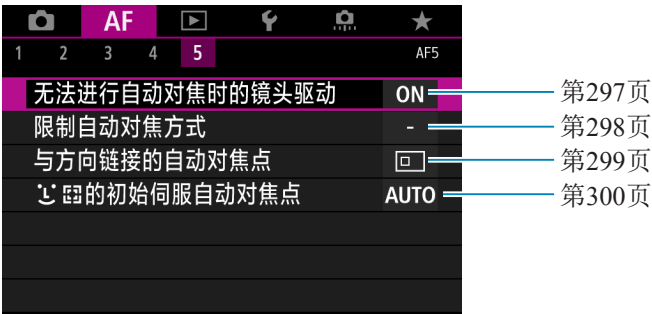 AF
1 2 3 4 5 AF5
无法进行自动对焦时的镜头驱动 ON 第297页
限制自动对焦方式 - 第298页
与方向链接的自动对焦点 第299页
的初始伺服自动对焦点 AUTO 第300页